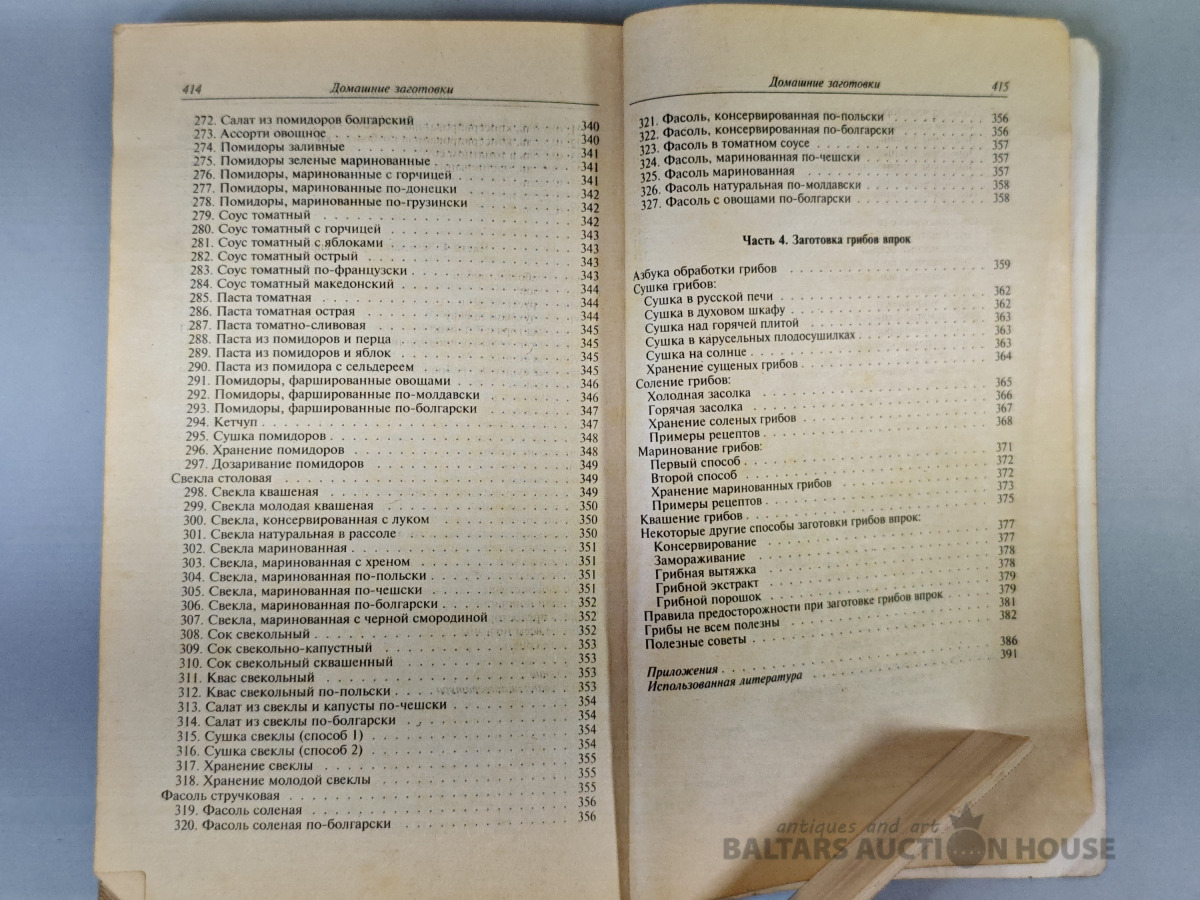 414 Домашние заготовки
272. Салат из помидоров болгарский 340
273. Ассорти овощное 340
274. Помидоры заливные 341
275. Помидоры зеленые маринованные 341
276. Помидоры, маринованные с горчицей 341
277. Помидоры, маринованные по-донецки 342
278. Помидоры, маринованные по-грузински 342
279. Соус томатный 342
280. Соус томатный с горчицей 343
281. Соус томатный с яблоками 343
282. Соус томатный острый 343
283. Соус томатный по-французски 343
284. Соус томатный македонский 344
285. Паста томатная 344
286. Паста томатная острая 344
287. Паста томатно-сливовая 345
288. Паста из помидоров и перца 345
289. Паста из помидоров и яблок 345
290. Паста из помидора с сельдереем 345
291. Помидоры, фаршированные овощами 346
292. Помидоры, фаршированные по-молдавски 346
293. Помидоры, фаршированные по-болгарски 347
294. Кетчуп 347
295. Сушка помидоров 348
296. Хранение помидоров 348
297. Дозаривание помидоров 349
Свекла столовая 349
298. Свекла квашеная 349
299. Свекла молодая квашеная 350
300. Свекла, консервированная с луком 350
301. Свекла натуральная в рассоле 350
302. Свекла маринованная 351
303. Свекла, маринованная с хреном 351
304. Свекла, маринованная по-польски 351
305. Свекла, маринованная по-чешски 351
306. Свекла, маринованная по-болгарски 352
307. Свекла, маринованная с черной смородиной 352
308. Сок свекольный 352
309. Сок свекольно-капустный 353
310. Сок свекольный сквашенный 353
311. Квас свекольный 353
312. Квас свекольный по-польски 353
313. Салат из свеклы и капусты по-чешски 354
314. Салат из свеклы по-болгарски 354
315. Сушка свеклы (способ 1) 354
316. Сушка свеклы (способ 2) 354
317. Хранение свеклы 355
318. Хранение молодой свеклы 355
Фасоль стручковая 355
319. Фасоль соленая 356
320. Фасоль соленая по-болгарски 356
Домашние заготовки 415
321. Фасоль, консервированная по-польски 356
322. Фасоль, консервированная по-болгарски 356
323. Фасоль в томатном соусе 357
324. Фасоль, маринованная по-чешски 357
325. Фасоль маринованная 357
326. Фасоль натуральная по-молдавски 358
327. Фасоль с овощами по-болгарски 358
Часть 4. Заготовка грибов впрок
Азбука обработки грибов 359
Сушка грибов:
Сушка в русской печи 362
Сушка в духовом шкафу 362
Сушка над горячей плитой 363
Сушка в карусельных плодосушилках 363
Сушка на солнце 363
Хранение сушеных грибов 364
Соление грибов:
Холодная засолка 365
Горячая засолка 366
Хранение соленых грибов 367
Примеры рецептов 368
Маринование грибов:
Первый способ 371
Второй способ 372
Хранение маринованных грибов 372
Примеры рецептов 373
Квашение грибов 375
Некоторые другие способы заготовки грибов впрок:
Консервирование 377
Замораживание 377
Грибная вытяжка 378
Грибной экстракт 378
Грибной порошок 379
Правила предосторожности при заготовке грибов впрок 379
Грибы не всем полезны 381
Полезные советы 382
Приложения 386
Использованная литература 391
antiques and art
BALTARS AUCTION HOUSE